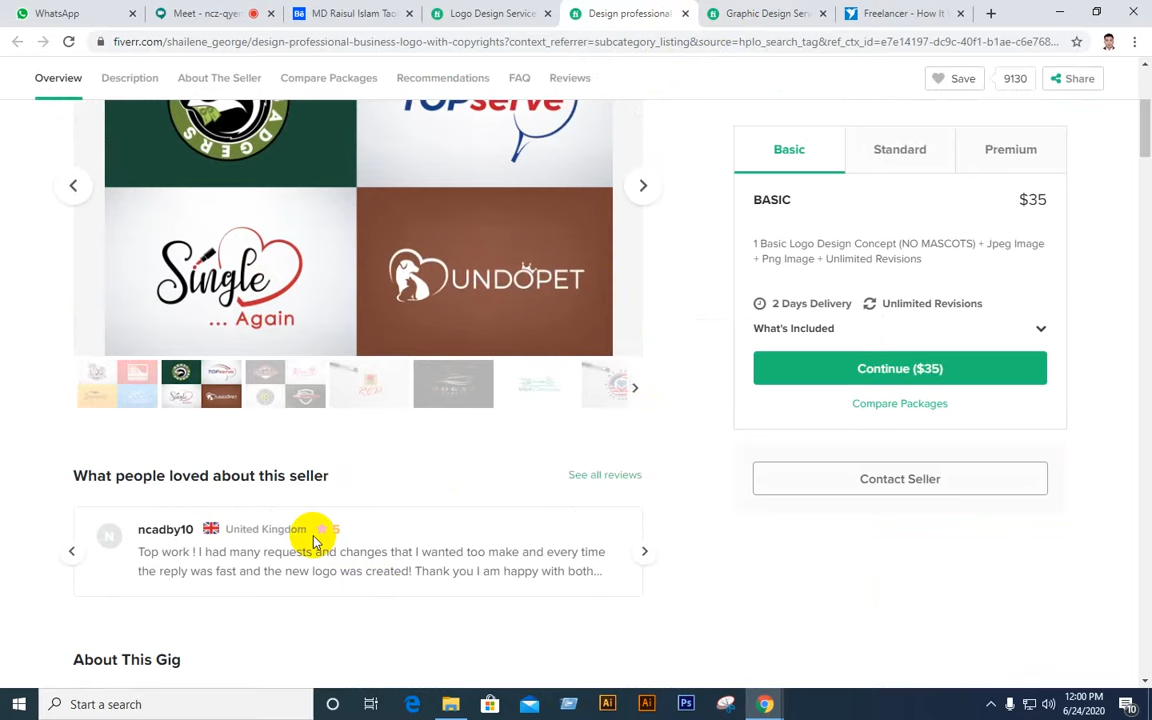 WhatsApp
Meet - ncz-qyem
MD Raisul Islam Tao
Logo Design Service
Design professional
Graphic Design Serv
Freelancer - How It
fiverr.com/shailene_george/design-professional-business-logo-with-copyrights?context_referrer=subcategory_listing&source=hplo_search_tag&ref_ctx_id=e7e14197-dc9c-40f1-b1ae-c6e768...
Overview
Description
About The Seller
Compare Packages
Recommendations
FAQ
Reviews
Save
9130
Share
TOPserve
Single
... Again
UNDOPET
Basic
Standard
Premium
BASIC
$35
1 Basic Logo Design Concept (NO MASCOTS) + Jpeg Image
+ Png Image + Unlimited Revisions
2 Days Delivery
Unlimited Revisions
What's Included
Continue ($35)
Compare Packages
Contact Seller
What people loved about this seller
See all reviews
N
ncadby10
United Kingdom
5
Top work ! I had many requests and changes that I wanted too make and every time
the reply was fast and the new logo was created! Thank you I am happy with both...
About This Gig
Start a search
Ai
Ai
Ps
12:00 PM
6/24/2020
10